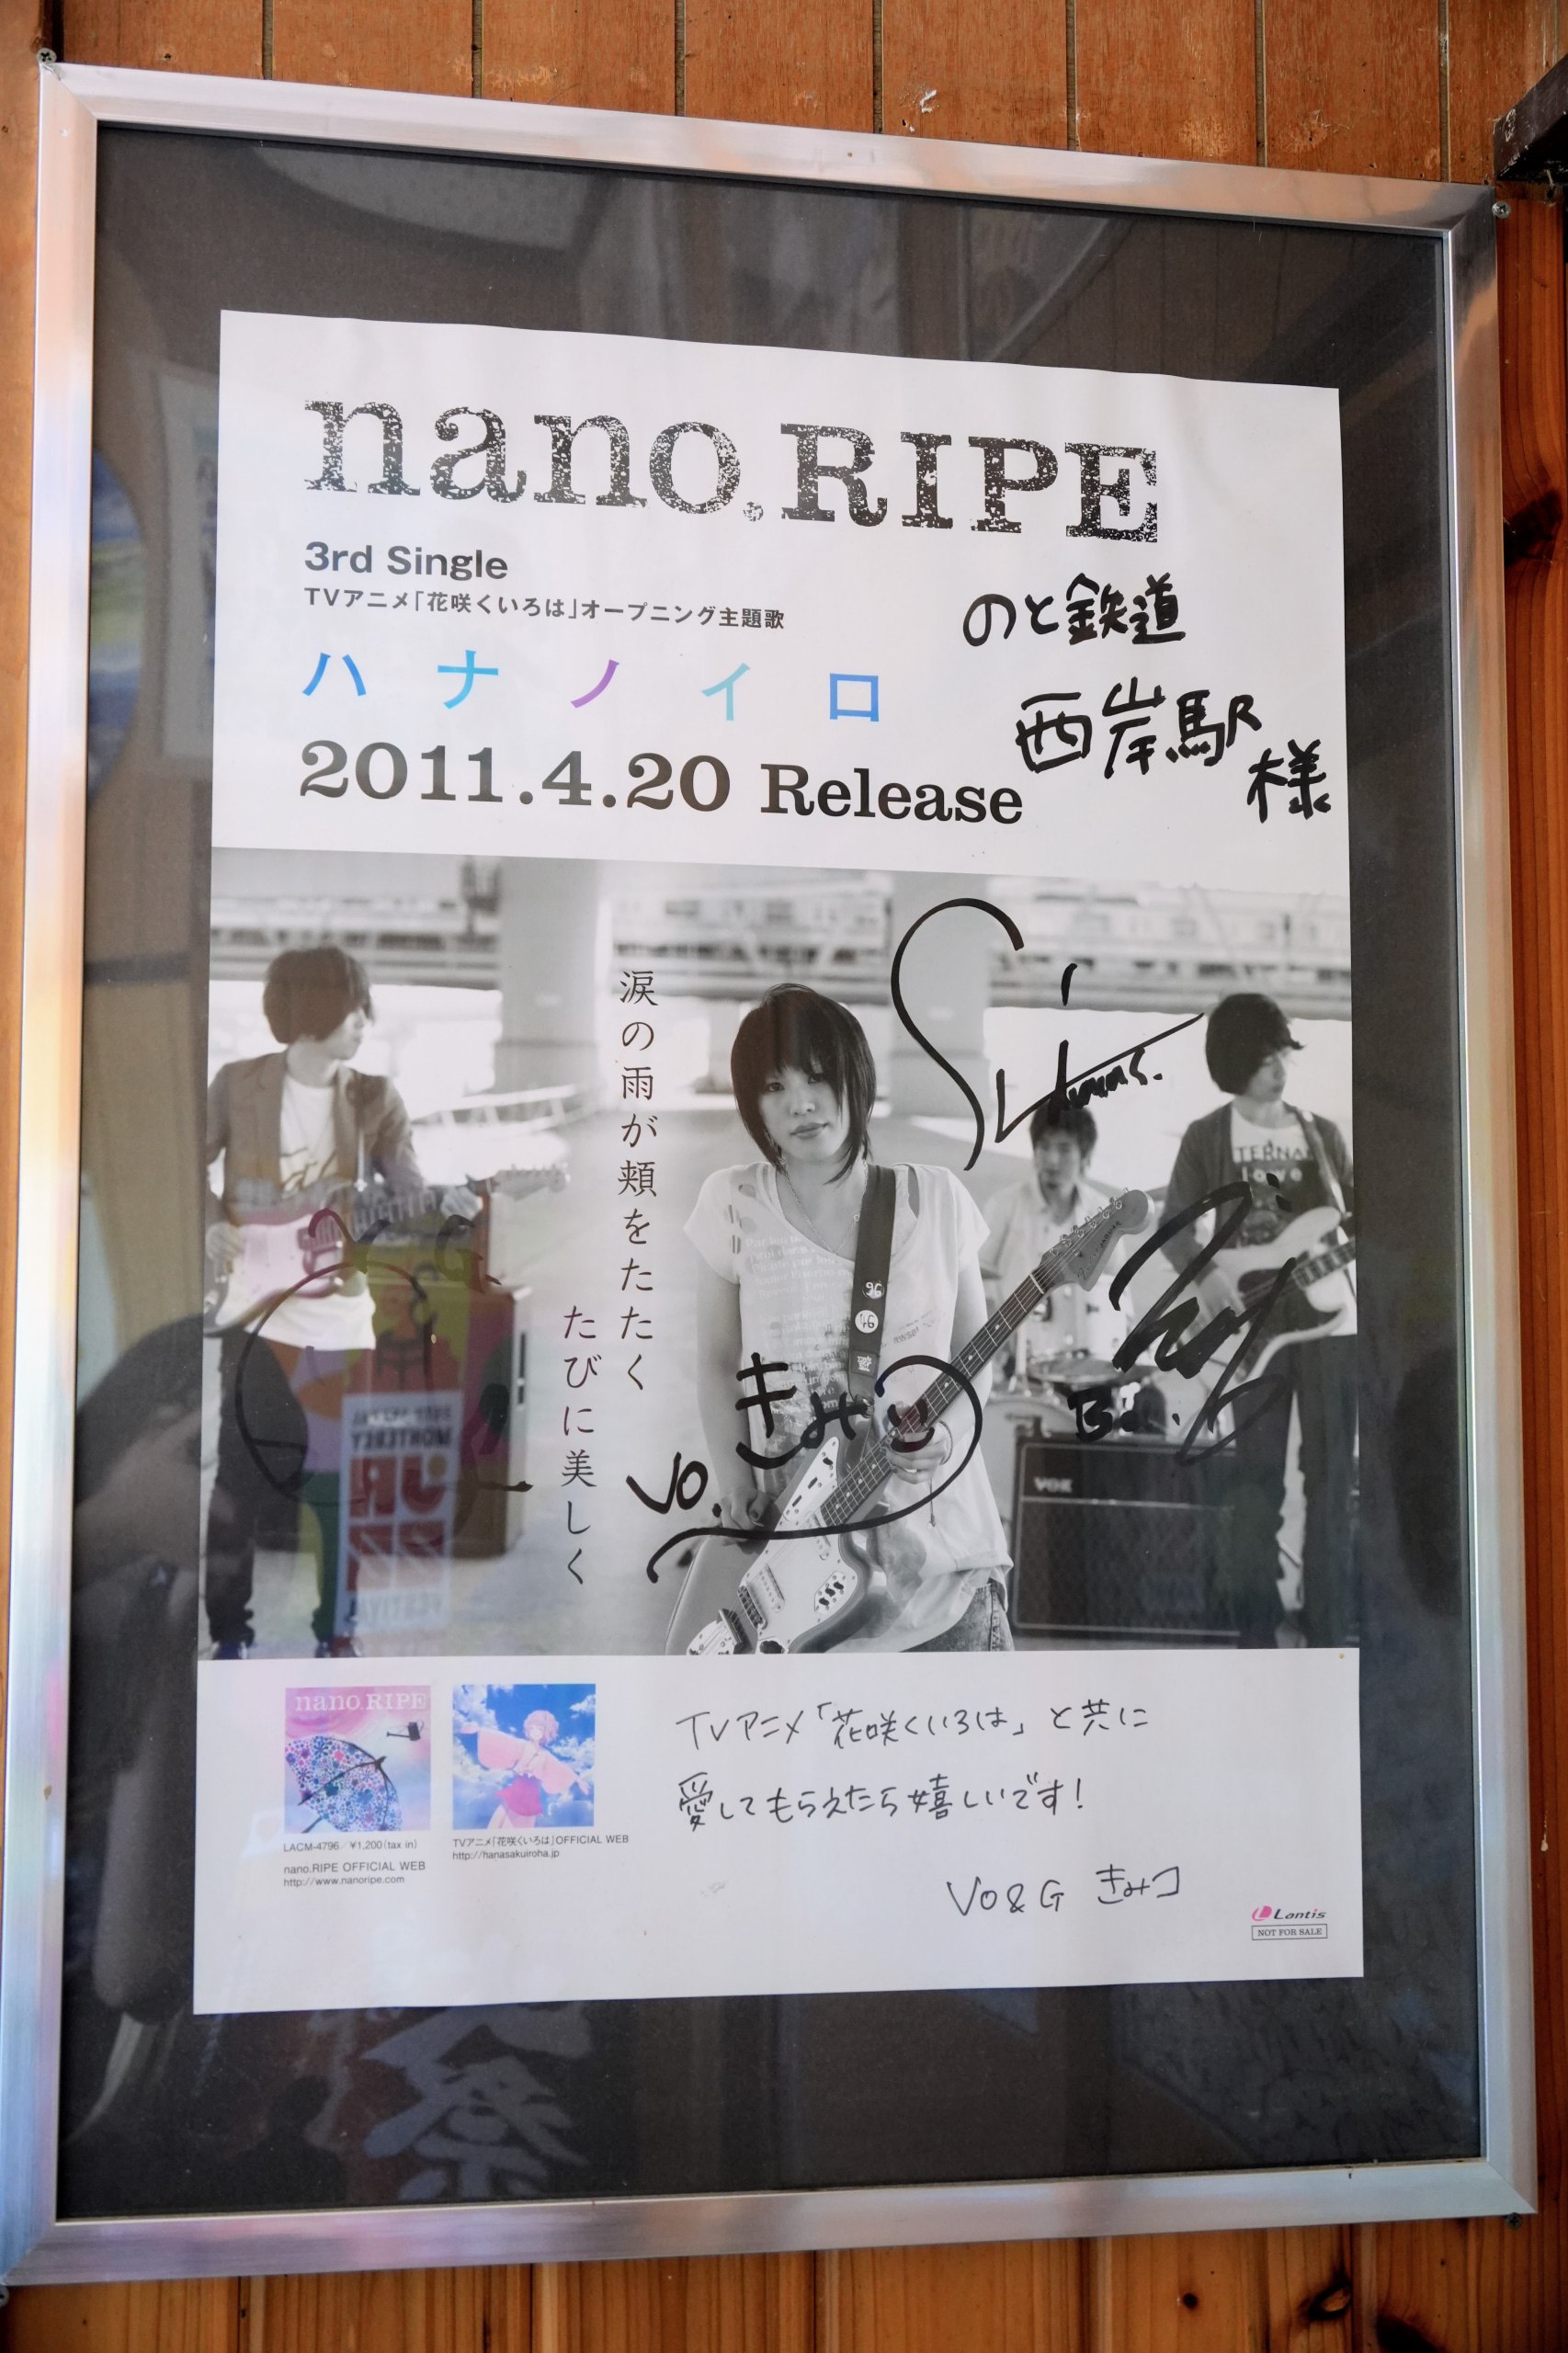 nano.RIPE
3rd Single
TVアニメ「花咲くいろは」オープニング主題歌
ハナノイロ
2011.4.20 Release
のと鉄道
西岸駅
様
涙の雨が頬をたたく
たびに美しく
TERNA
Love
Vo. きみコ
Ba.
VOX
nano.RIPE
LACM-4796/¥1,200(tax in)
nano.RIPE OFFICIAL WEB
http://www.nanoripe.com
TVアニメ「花咲くいろは」OFFICIAL WEB
http://hanasakuiroha.jp
TVアニメ「花咲くいろは」と共に
愛してもらえたら嬉しいです!
Vo&G きみコ
Lantis
NOT FOR SALE